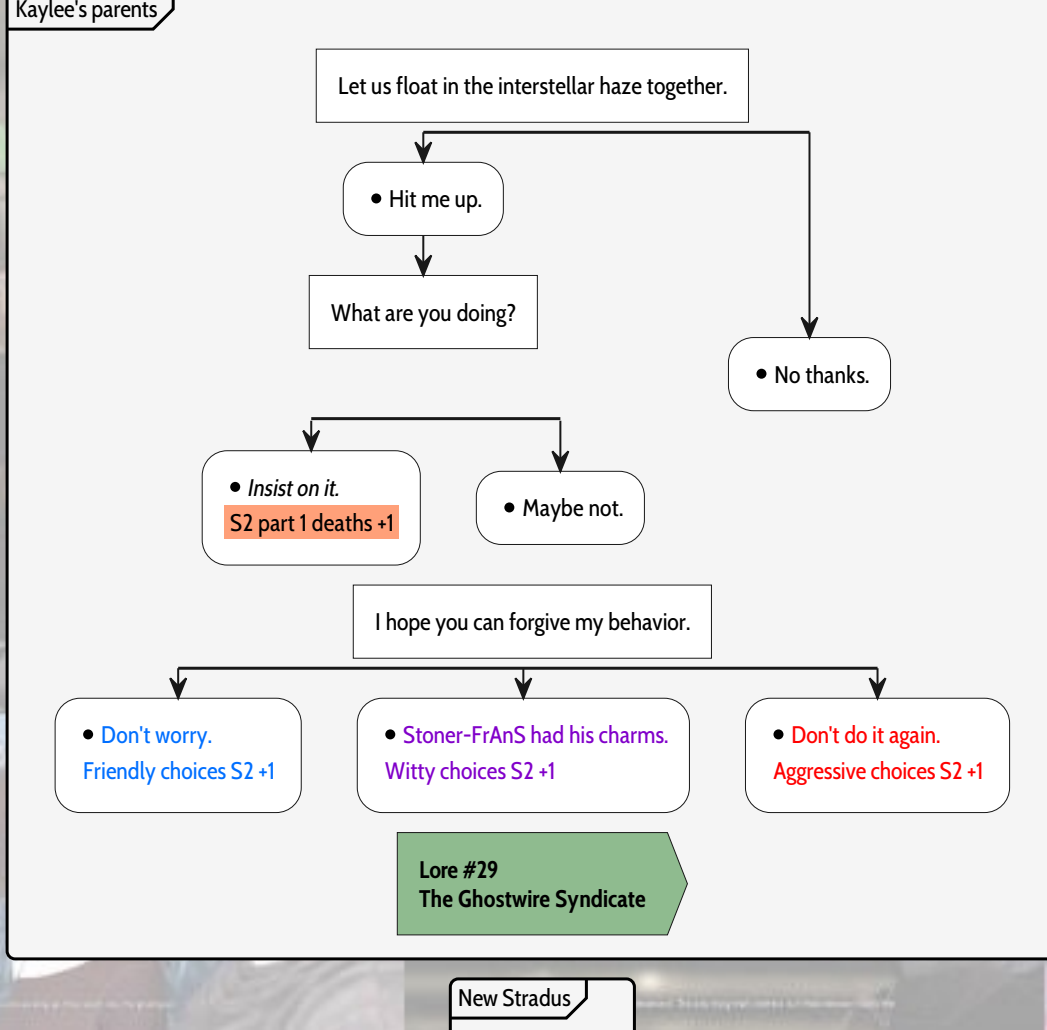 Kaylee's parents
Let us float in the interstellar haze together.
• Hit me up.
What are you doing?
• No thanks.
• Insist on it.
S2 part 1 deaths +1
• Maybe not.
I hope you can forgive my behavior.
• Don't worry.
Friendly choices S2 +1
• Stoner-FrAnS had his charms.
Witty choices S2 +1
• Don't do it again.
Aggressive choices S2 +1
Lore #29
The Ghostwire Syndicate
New Stradus